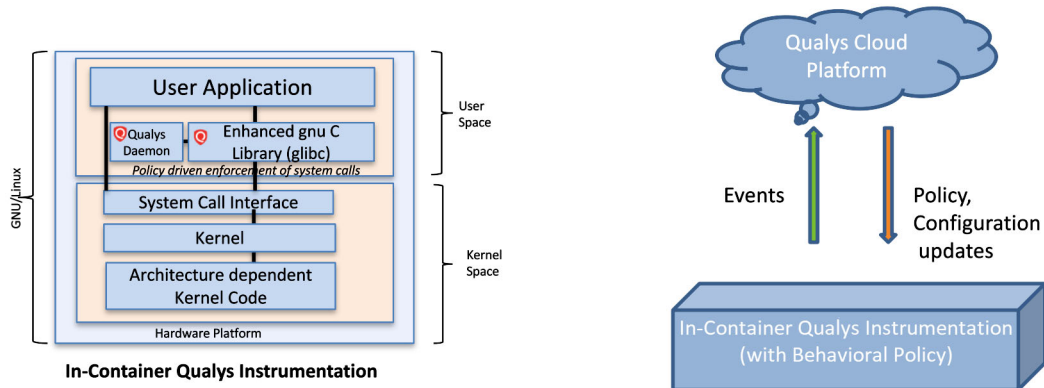 User Application
Qualys
Daemon
Enhanced gnu C
Library (glibc)
Policy driven enforcement of system calls
User
Space
GNU/Linux
System Call Interface
Kernel
Architecture dependent
Kernel Code
Kernel
Space
Hardware Platform
In-Container Qualys Instrumentation
Qualys Cloud
Platform
Events
Policy,
Configuration
updates
In-Container Qualys Instrumentation
(with Behavioral Policy)